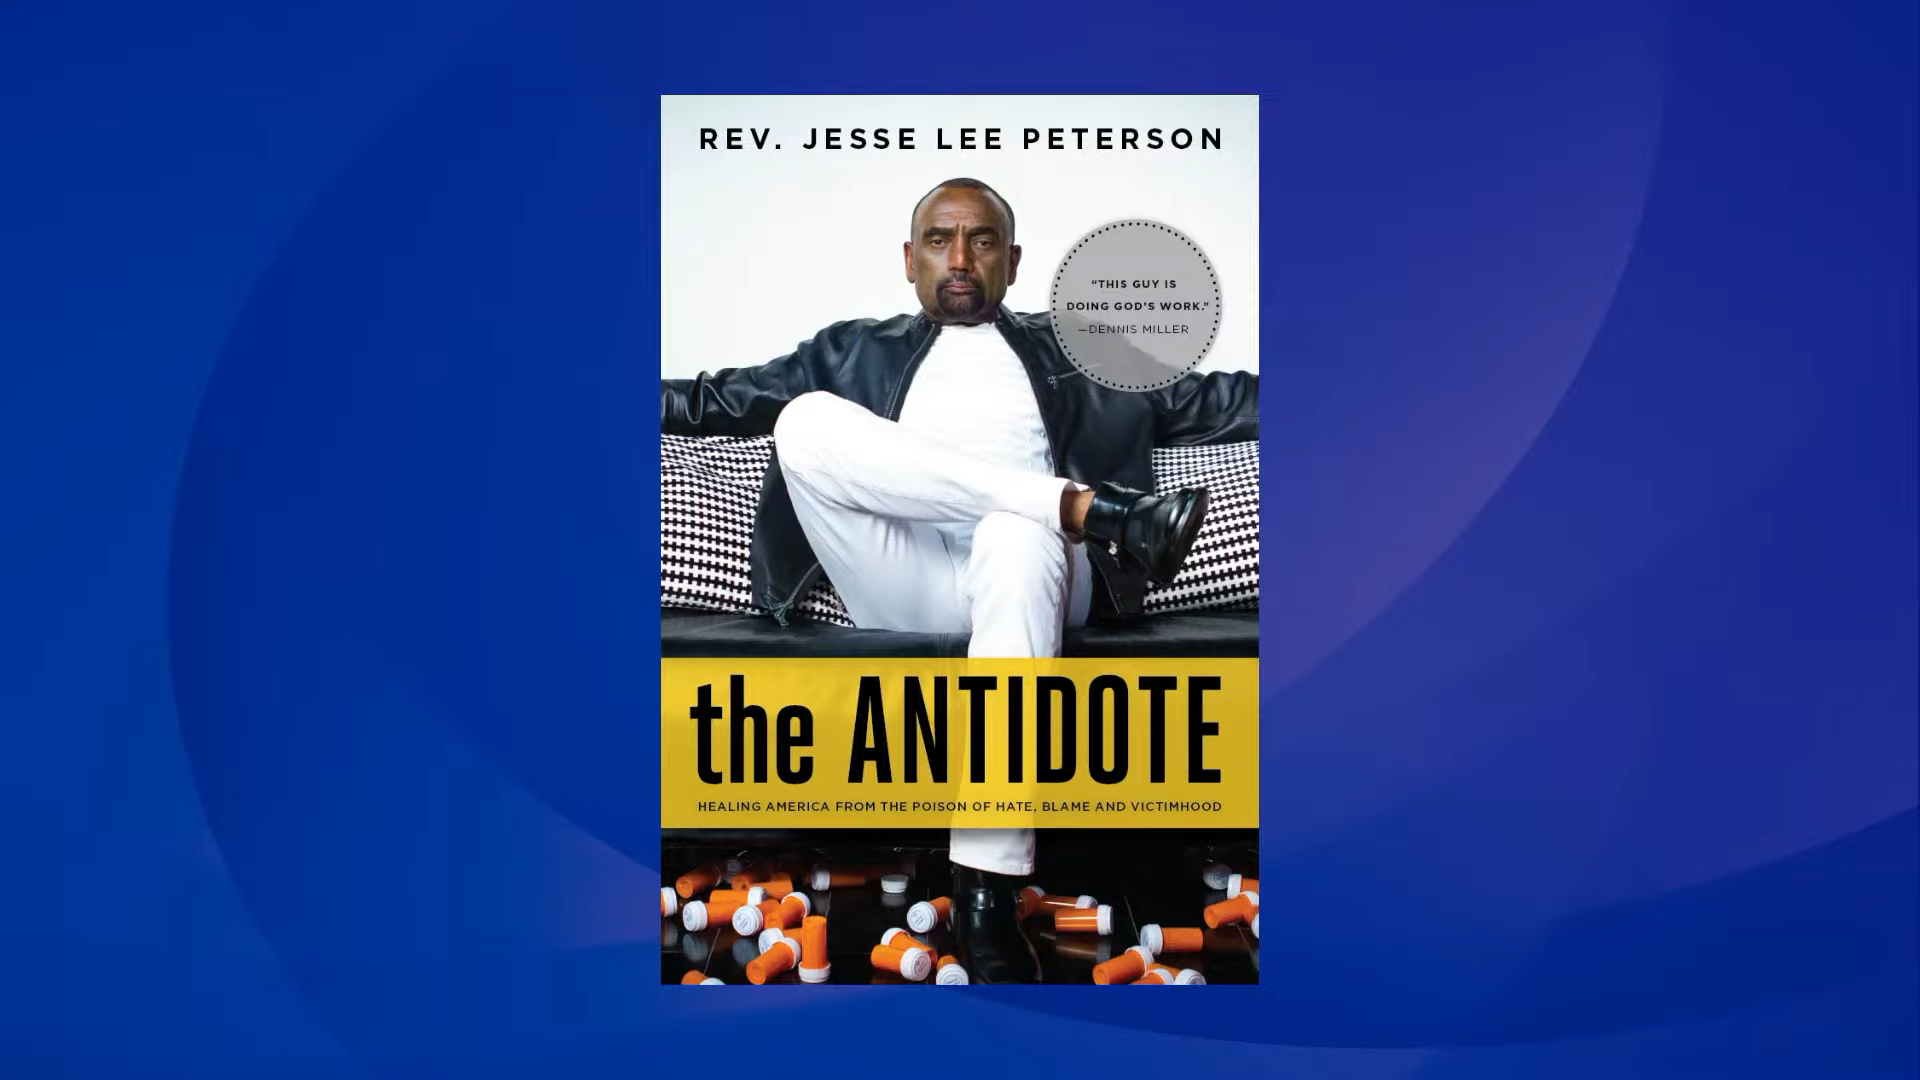 REV. JESSE LEE PETERSON
“THIS GUY IS
DOING GOD’S WORK.”
—DENNIS MILLER
the ANTIDOTE
HEALING AMERICA FROM THE POISON OF HATE, BLAME AND VICTIMHOOD